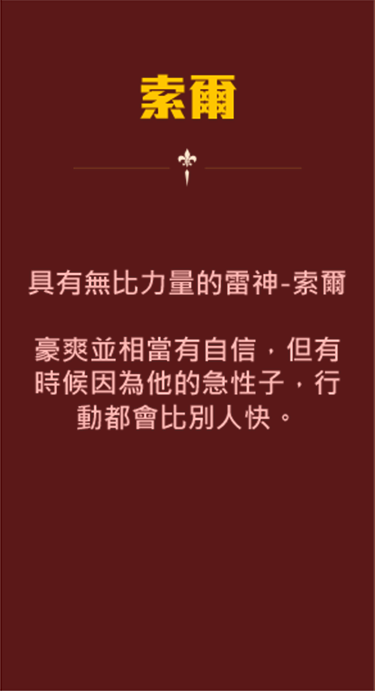 索爾
具有無比力量的雷神-索爾
豪爽並相當有自信，但有
時候因為他的急性子，行
動都會比別人快。